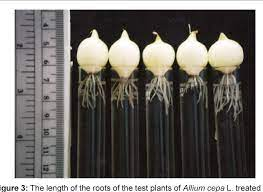 igure 3: The length of the roots of the test plants of Allium cepa L. treated